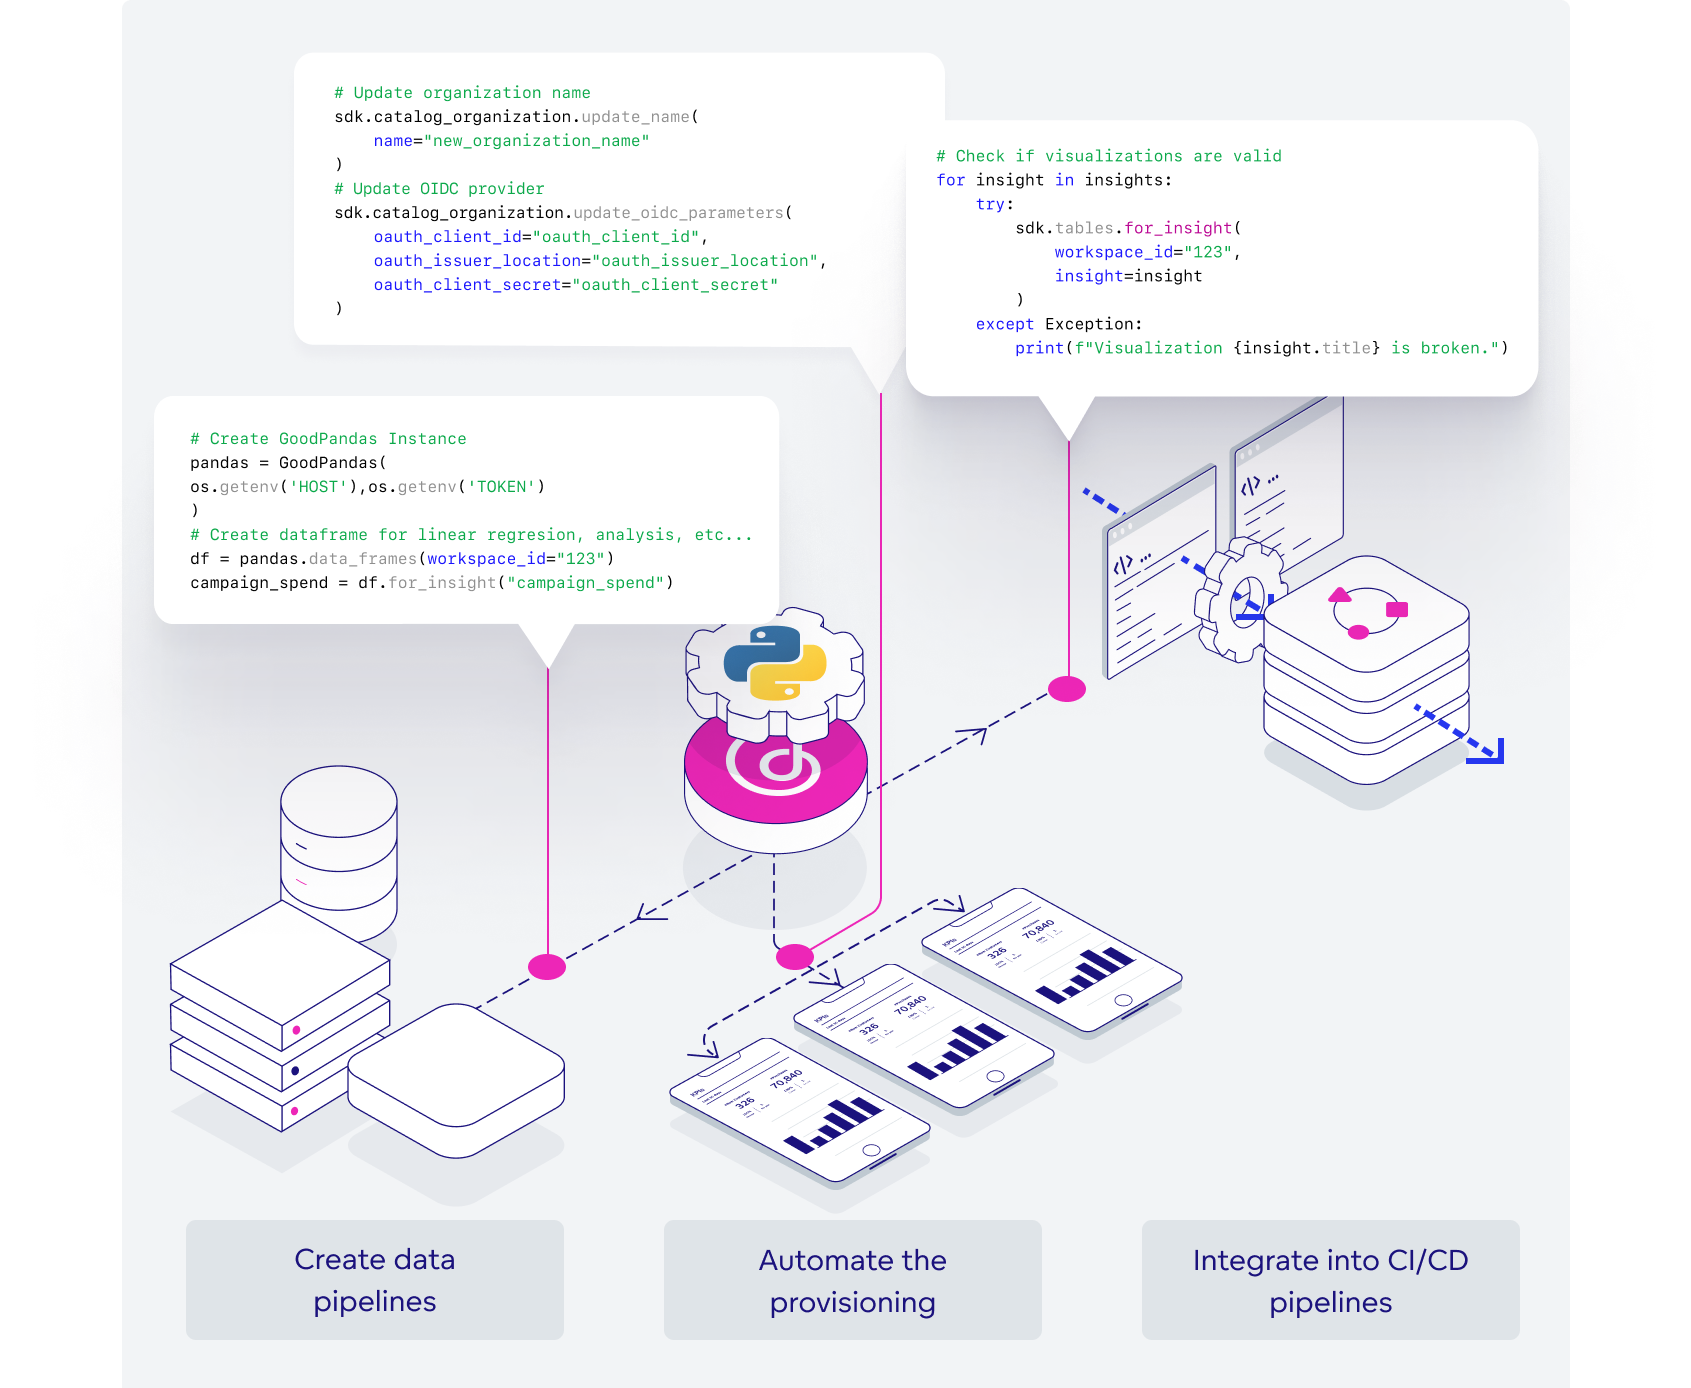 # Update organization name
sdk.catalog_organization.update_name(
    name="new_organization_name"
)
# Update OIDC provider
sdk.catalog_organization.update_oidc_parameters(
    oauth_client_id="oauth_client_id",
    oauth_issuer_location="oauth_issuer_location",
    oauth_client_secret="oauth_client_secret"
)
# Check if visualizations are valid
for insight in insights:
    try:
        sdk.tables.for_insight(
            workspace_id="123",
            insight=insight
        )
    except Exception:
        print(f"Visualization {insight.title} is broken.")
# Create GoodPandas Instance
pandas = GoodPandas(
os.getenv('HOST'),os.getenv('TOKEN')
)
# Create dataframe for linear regresion, analysis, etc...
df = pandas.data_frames(workspace_id="123")
campaign_spend = df.for_insight("campaign_spend")
</> ...
</> ...
KPIs
326
70,840
KPIs
326
70,840
KPIs
326
70,840
Create data
pipelines
Automate the
provisioning
Integrate into CI/CD
pipelines